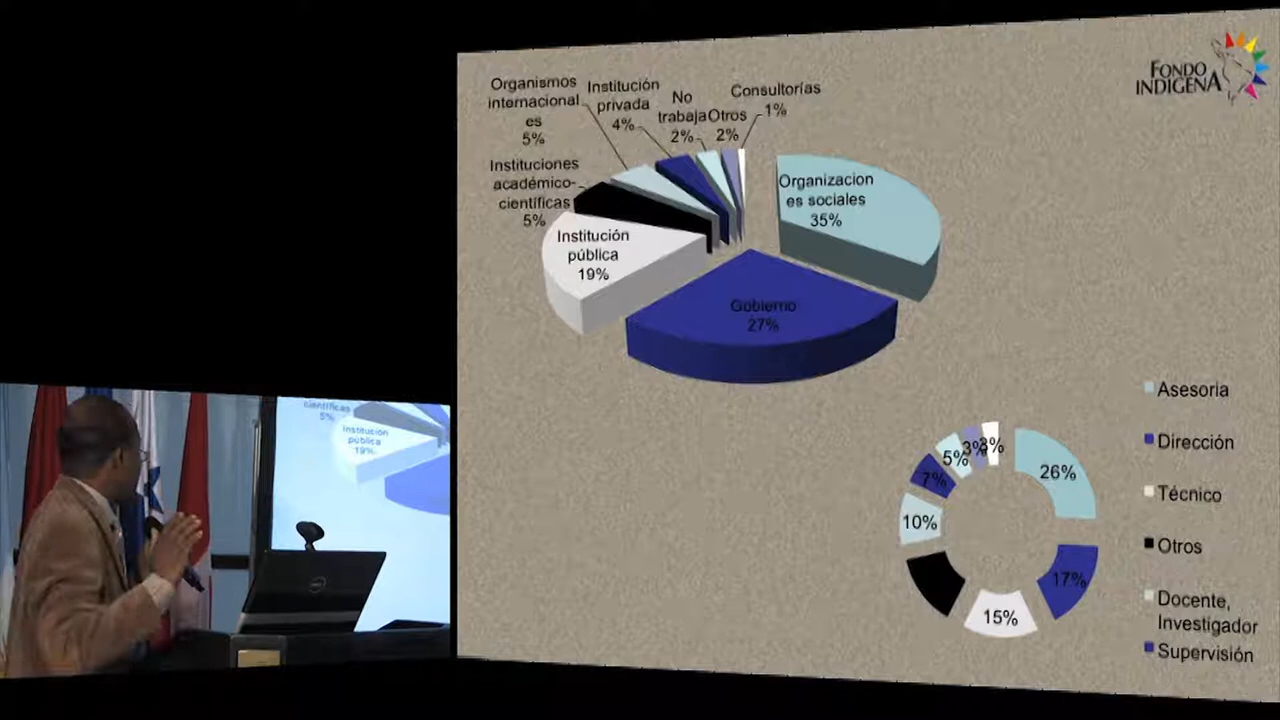 FONDO
INDIGENA
Organismos
internacional
es
5%
Institución
privada
4%
No
trabaja
2%
Otros
2%
Consultorías
1%
Instituciones
académico-
científicas
5%
Organizacion
es sociales
35%
Institución
pública
19%
Gobierno
27%
26%
17%
15%
10%
7%
5%
3%
3%
Asesoria
Dirección
Técnico
Otros
Docente,
Investigador
Supervisión
científicas
5%
Institución
pública
19%
DELL